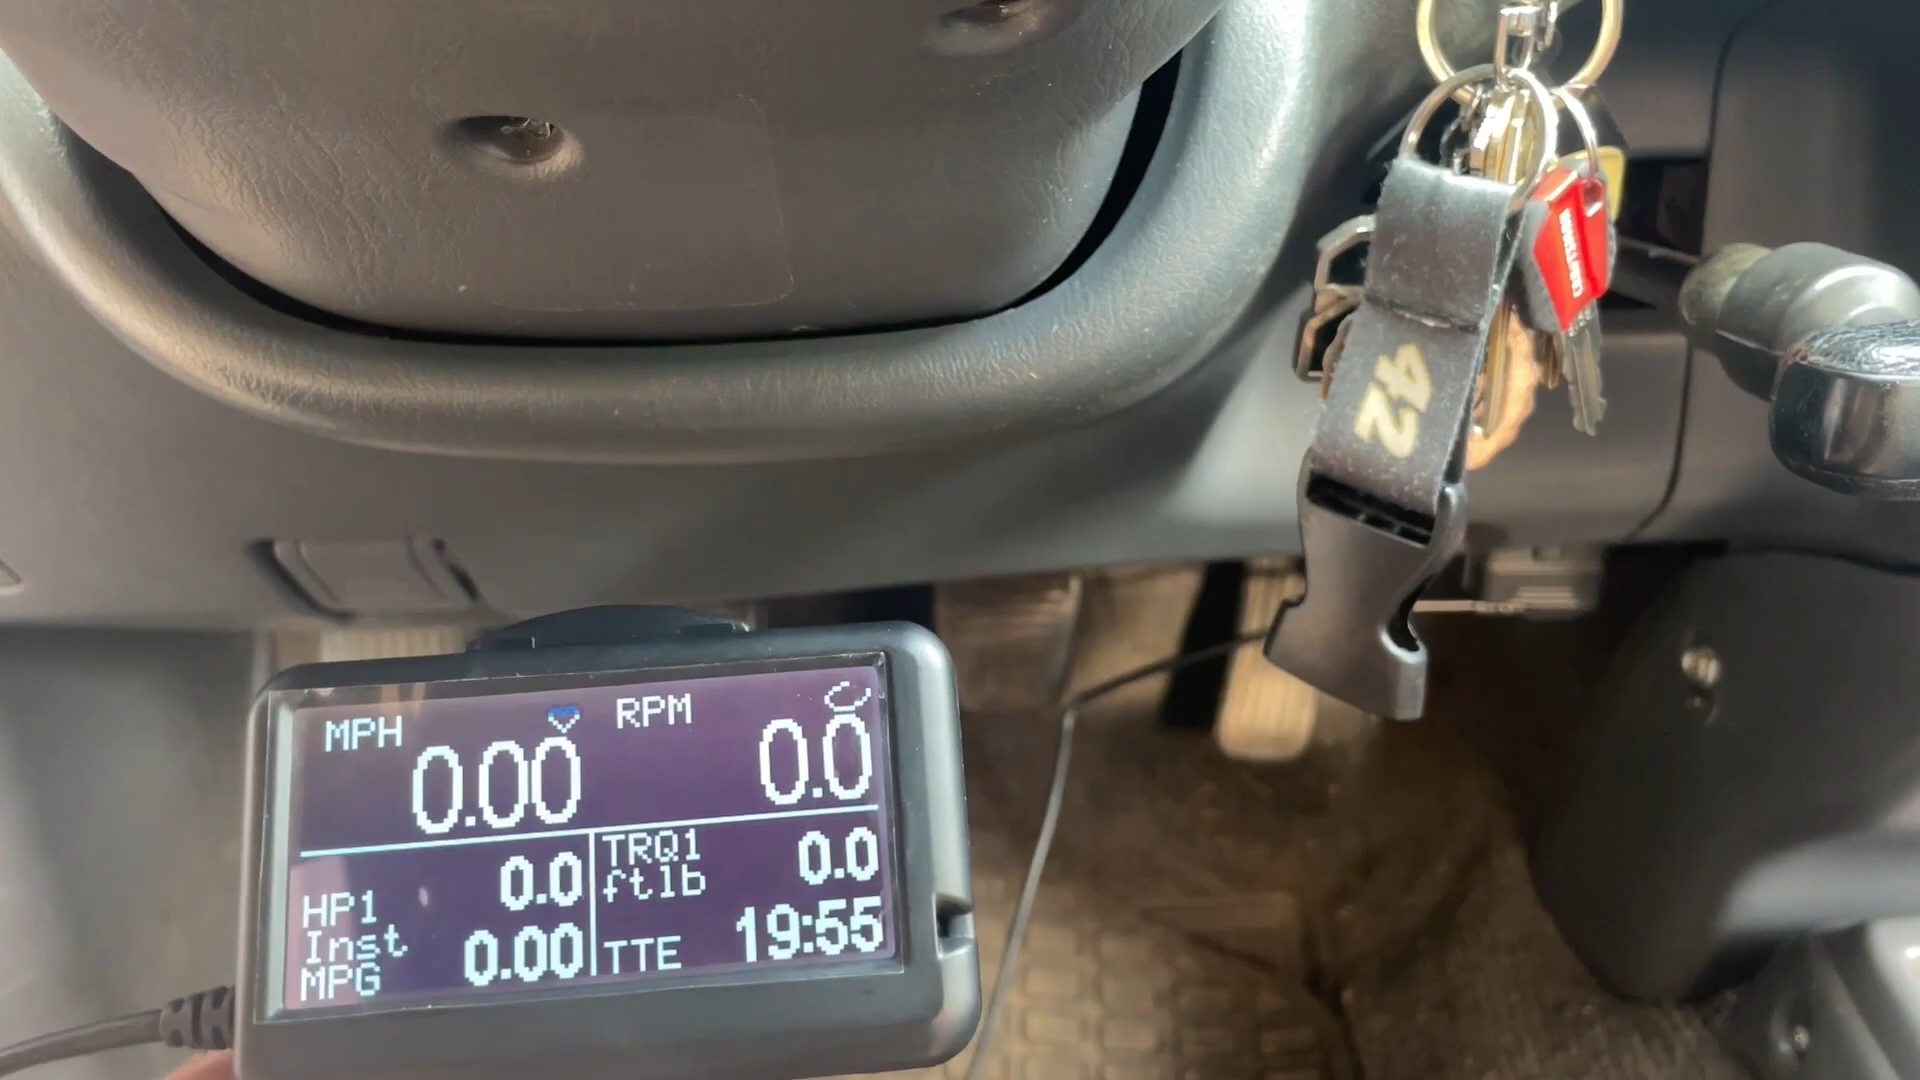 MPH 0.00
RPM 0.0
HP1 0.0
TRQ1
ftlb 0.0
Inst
MPG 0.00
TTE 19:55
42
CRAFTSMAN